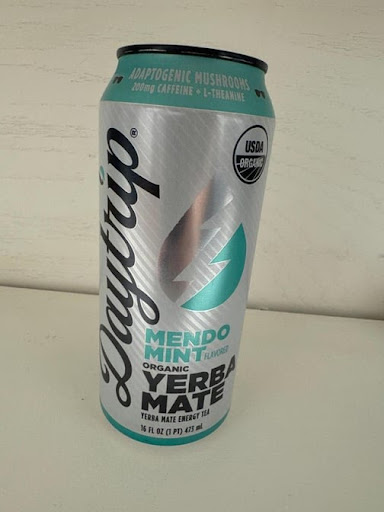 ADAPTOGENIC MUSHROOMS
200mg CAFFEINE + L-THEANINE
USDA
ORGANIC
Daytrip®
MENDO
MINT FLAVORED
ORGANIC
YERBA
MATE
YERBA MATE ENERGY TEA
16 FL OZ (1 PT) 473 mL